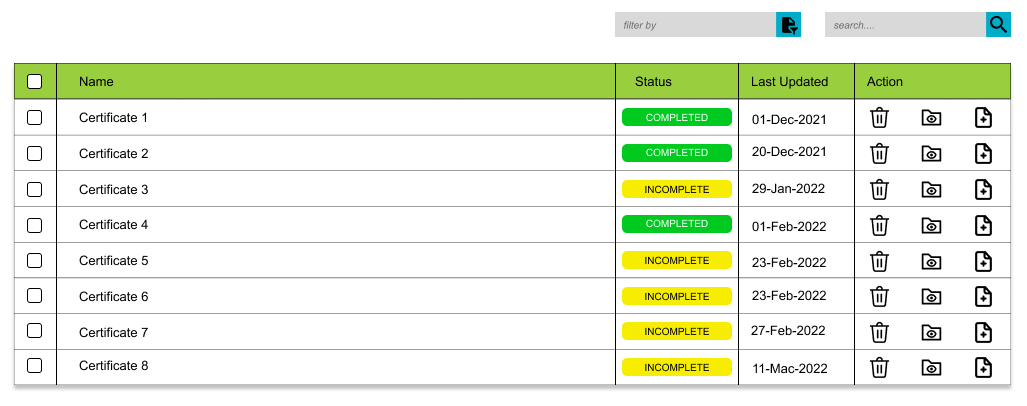 filter by search....
Name Status Last Updated Action
Certificate 1 COMPLETED 01-Dec-2021
Certificate 2 COMPLETED 20-Dec-2021
Certificate 3 INCOMPLETE 29-Jan-2022
Certificate 4 COMPLETED 01-Feb-2022
Certificate 5 INCOMPLETE 23-Feb-2022
Certificate 6 INCOMPLETE 23-Feb-2022
Certificate 7 INCOMPLETE 27-Feb-2022
Certificate 8 INCOMPLETE 11-Mac-2022